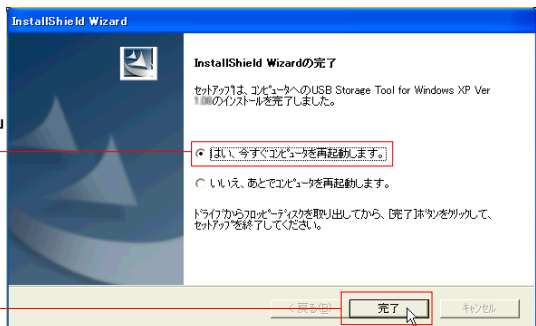 InstallShield Wizard
InstallShield Wizardの完了
セットアップは、コンピュータへのUSB Storage Tool for Windows XP Ver
のインストールを完了しました。
」
はい、今すぐコンピュータを再起動します。
いいえ、あとでコンピュータを再起動します。
ドライブからフロッピーディスクを取り出してから、[完了]ボタンをクリックして、
セットアップを終了してください。
< 戻る(B)
完了
キャンセル